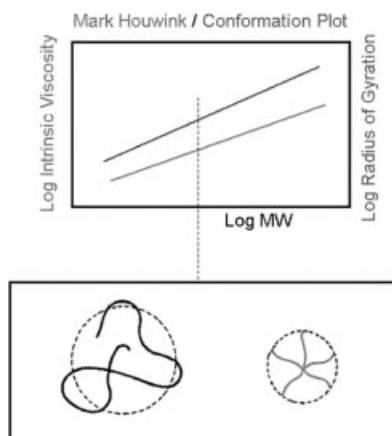 Mark Houwink / Conformation Plot
Log Intrinsic Viscosity
Log Radius of Gyration
Log MW